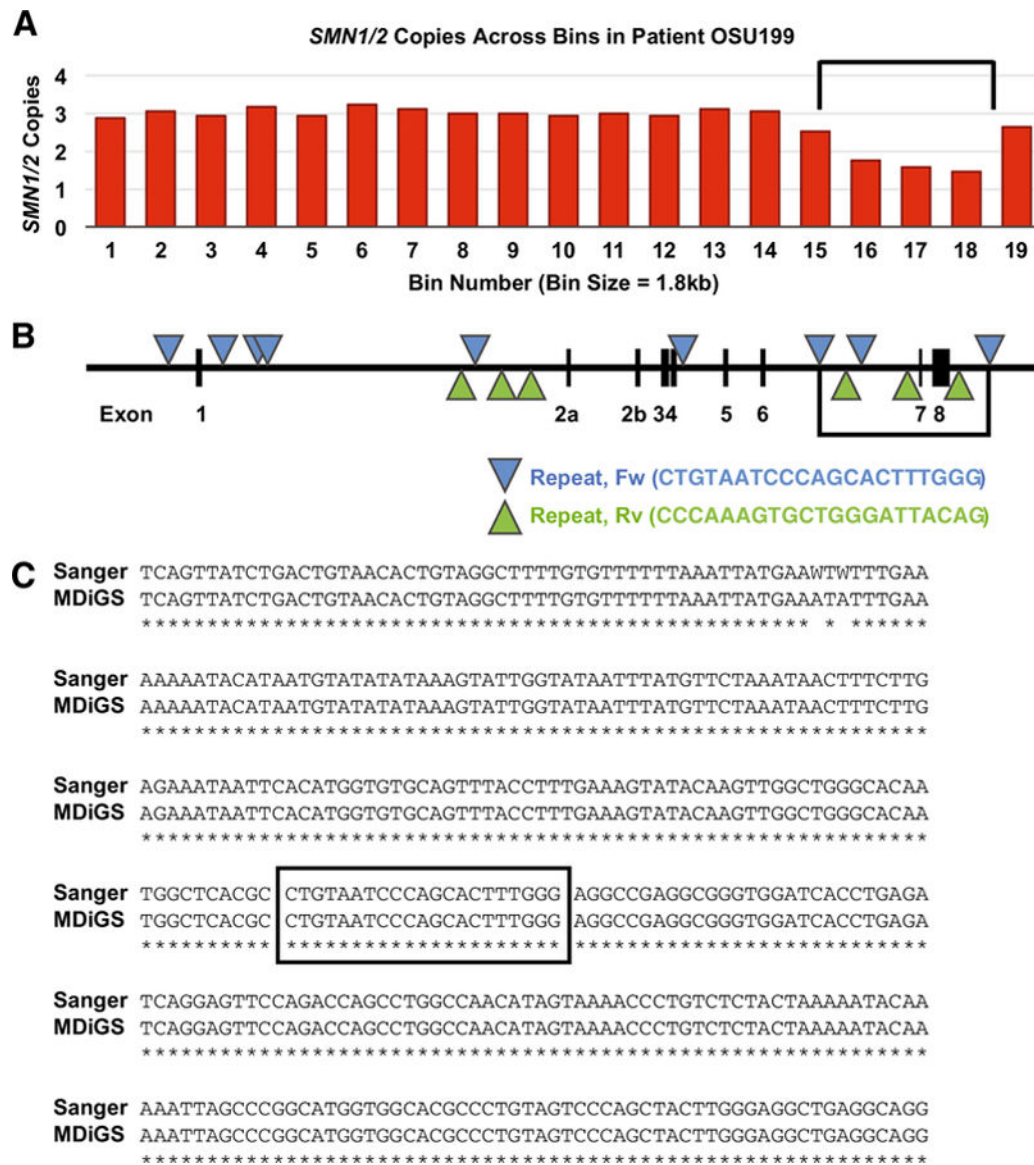 A
SMN1/2 Copies Across Bins in Patient OSU199
SMN1/2 Copies
4
3
2
1
0
1 2 3 4 5 6 7 8 9 10 11 12 13 14 15 16 17 18 19
Bin Number (Bin Size = 1.8kb)
B
Exon 1 2a 2b 34 5 6 7 8
Repeat, Fw (CTGTAATCCCAGCACTTTGGG)
Repeat, Rv (CCCAAAGTGCTGGGATTACAG)
C
Sanger TCAGTTATCTGACTGTAACACTGTAGGCTTTTGTGTTTTTTAAATTATGAAWTWTTTGAA
MDiGS TCAGTTATCTGACTGTAACACTGTAGGCTTTTGTGTTTTTTAAATTATGAAATATTTGAA
*************************************************** * ******
Sanger AAAAATACATAATGTATATATAAAGTATTGGTATAATTTATGTTCTAAATAACTTTCTTG
MDiGS AAAAATACATAATGTATATATAAAGTATTGGTATAATTTATGTTCTAAATAACTTTCTTG
************************************************************
Sanger AGAAATAATTCACATGGTGTGCAGTTTACCTTTGAAAGTATACAAGTTGGCTGGGCACAA
MDiGS AGAAATAATTCACATGGTGTGCAGTTTACCTTTGAAAGTATACAAGTTGGCTGGGCACAA
************************************************************
Sanger TGGCTCACGC CTGTAATCCCAGCACTTTGGG AGGCCGAGGCGGGTGGATCACCTGAGA
MDiGS TGGCTCACGC CTGTAATCCCAGCACTTTGGG AGGCCGAGGCGGGTGGATCACCTGAGA
********** ********************* ***************************
Sanger TCAGGAGTTCCAGACCAGCCTGGCCAACATAGTAAAACCCTGTCTCTACTAAAAATACAA
MDiGS TCAGGAGTTCCAGACCAGCCTGGCCAACATAGTAAAACCCTGTCTCTACTAAAAATACAA
************************************************************
Sanger AAATTAGCCCGGCATGGTGGCACGCCCTGTAGTCCCAGCTACTTGGGAGGCTGAGGCAGG
MDiGS AAATTAGCCCGGCATGGTGGCACGCCCTGTAGTCCCAGCTACTTGGGAGGCTGAGGCAGG
************************************************************